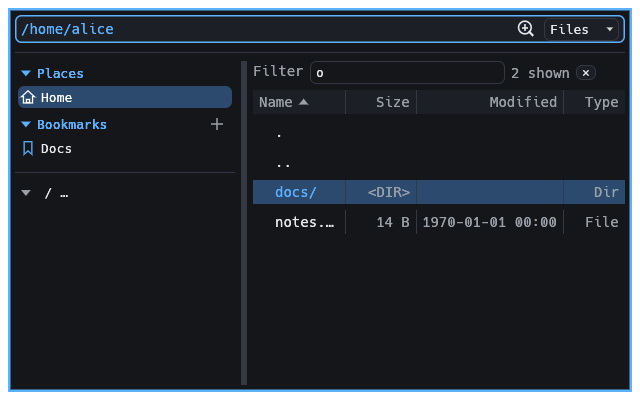 /home/alice Files
Places
Home
Bookmarks
Docs
/ …
Filter o 2 shown
Name Size Modified Type
.
..
docs/ <DIR> Dir
notes.… 14 B 1970-01-01 00:00 File